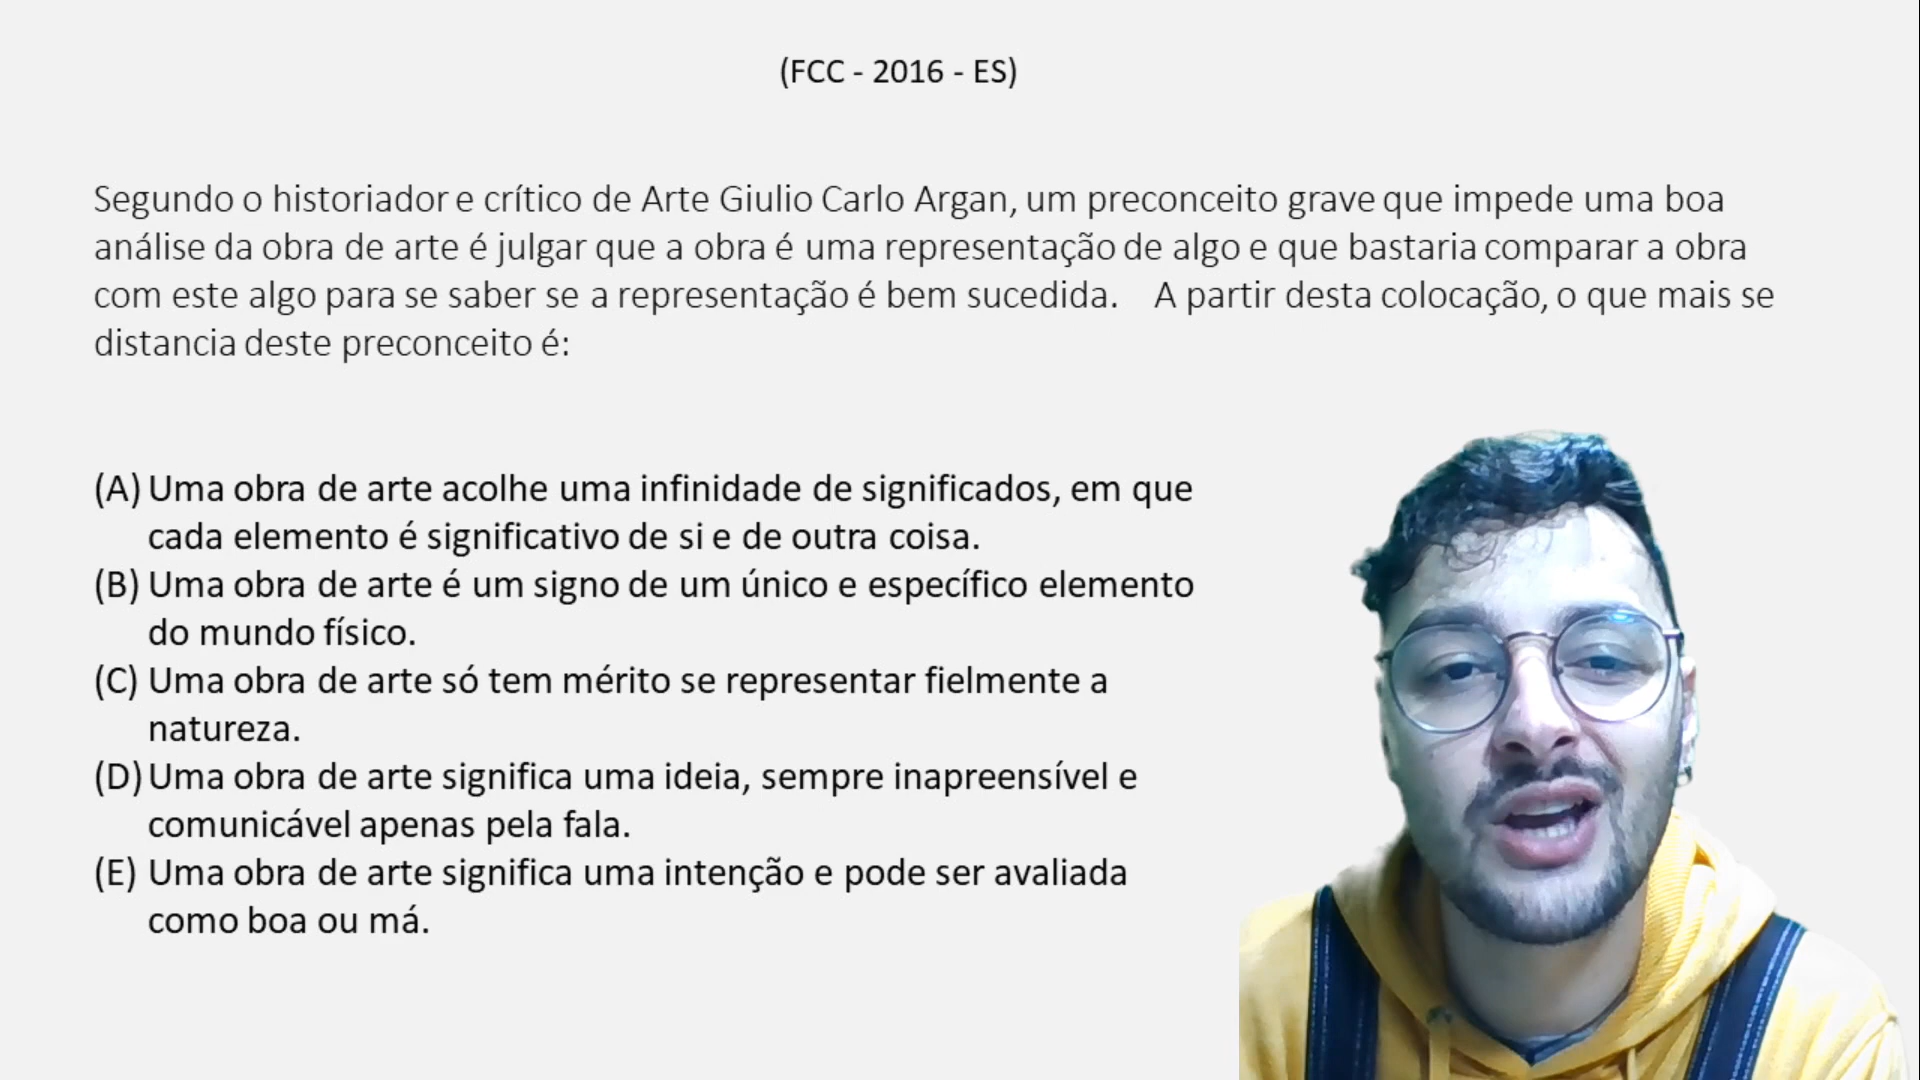 (FCC - 2016 - ES)
Segundo o historiador e crítico de Arte Giulio Carlo Argan, um preconceito grave que impede uma boa
análise da obra de arte é julgar que a obra é uma representação de algo e que bastaria comparar a obra
com este algo para se saber se a representação é bem sucedida. A partir desta colocação, o que mais se
distancia deste preconceito é:
(A) Uma obra de arte acolhe uma infinidade de significados, em que
cada elemento é significativo de si e de outra coisa.
(B) Uma obra de arte é um signo de um único e específico elemento
do mundo físico.
(C) Uma obra de arte só tem mérito se representar fielmente a
natureza.
(D) Uma obra de arte significa uma ideia, sempre inapreensível e
comunicável apenas pela fala.
(E) Uma obra de arte significa uma intenção e pode ser avaliada
como boa ou má.